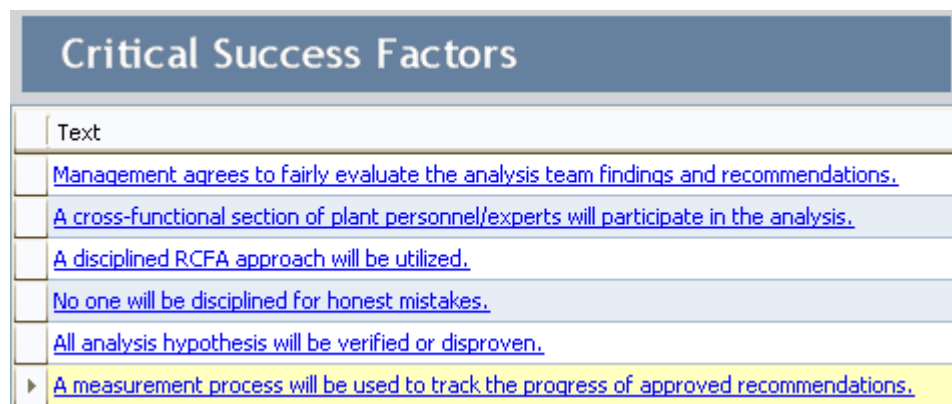 Critical Success Factors
Text
Management agrees to fairly evaluate the analysis team findings and recommendations.
A cross-functional section of plant personnel/experts will participate in the analysis.
A disciplined RCFA approach will be utilized.
No one will be disciplined for honest mistakes.
All analysis hypothesis will be verified or disproven.
A measurement process will be used to track the progress of approved recommendations.